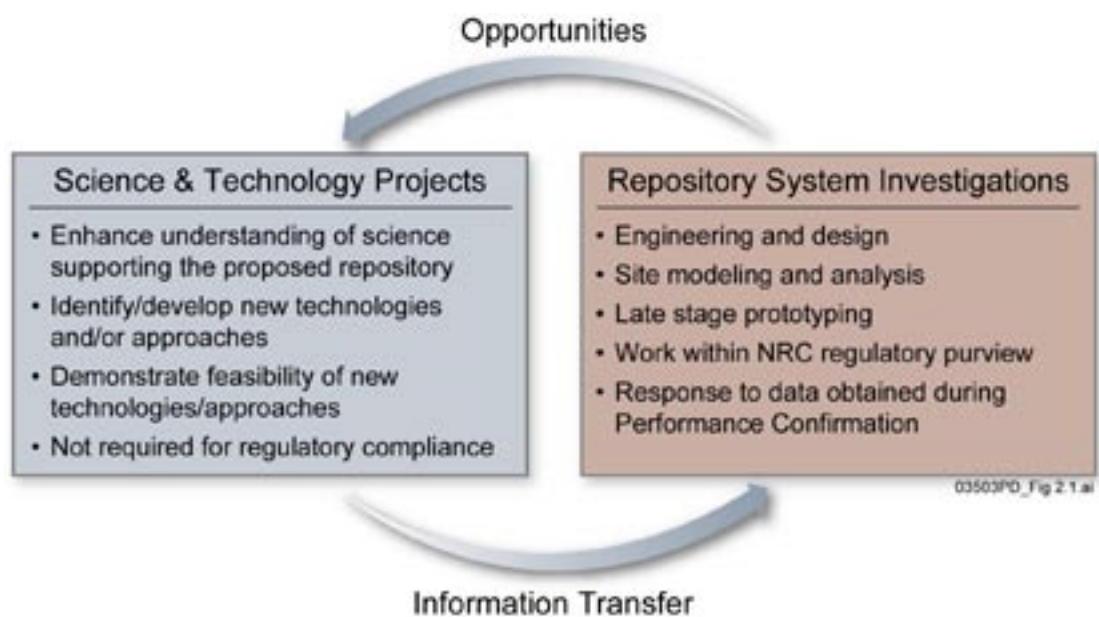 Opportunities
Science & Technology Projects
• Enhance understanding of science
supporting the proposed repository
• Identify/develop new technologies
and/or approaches
• Demonstrate feasibility of new
technologies/approaches
• Not required for regulatory compliance
Repository System Investigations
• Engineering and design
• Site modeling and analysis
• Late stage prototyping
• Work within NRC regulatory purview
• Response to data obtained during
Performance Confirmation
03503PD_Fig 2.1.ai
Information Transfer